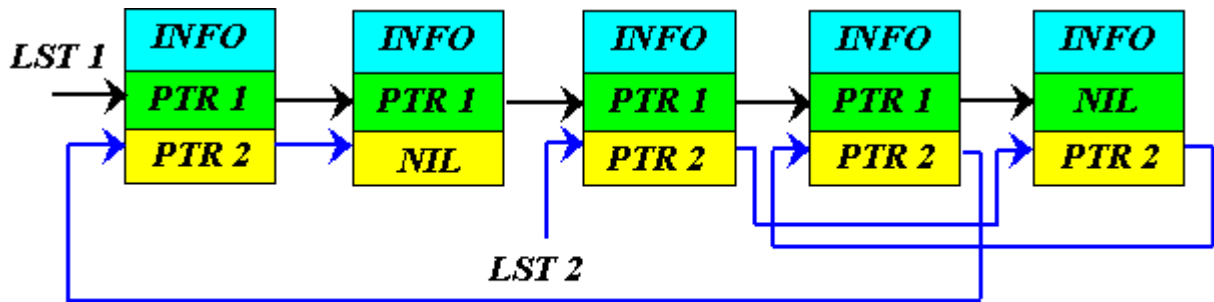 INFO INFO INFO INFO INFO
LST 1
PTR 1 PTR 1 PTR 1 PTR 1 NIL
PTR 2 NIL PTR 2 PTR 2 PTR 2
LST 2